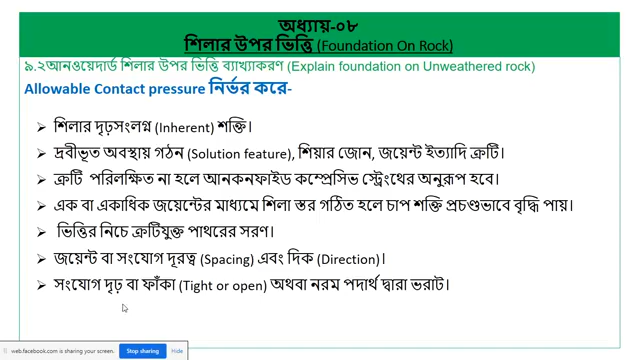 অধ্যায়-০৮
শিলার উপর ভিত্তি (Foundation On Rock)
৯.২আনওয়েদার্ড শিলার উপর ভিত্তি ব্যাখ্যাকরণ (Explain foundation on Unweathered rock)
Allowable Contact pressure নির্ভর করে-
➢ শিলার দৃঢ়সংলগ্ন (Inherent) শক্তি।
➢ দ্রবীভূত অবস্থায় গঠন (Solution feature), শিয়ার জোন, জয়েন্ট ইত্যাদি ত্রুটি।
➢ ত্রুটি পরিলক্ষিত না হলে আনকনফাইড কম্প্রেসিভ স্ট্রেংথের অনুরূপ হবে।
➢ এক বা একাধিক জয়েন্টের মাধ্যমে শিলা স্তর গঠিত হলে চাপ শক্তি প্রচণ্ডভাবে বৃদ্ধি পায়।
➢ ভিত্তির নিচে ত্রুটিযুক্ত পাথরের সরণ।
➢ জয়েন্ট বা সংযোগ দূরত্ব (Spacing) এবং দিক (Direction)।
➢ সংযোগ দৃঢ় বা ফাঁকা (Tight or open) অথবা নরম পদার্থ দ্বারা ভরাট।
web.facebook.com is sharing your screen. Stop sharing Hide